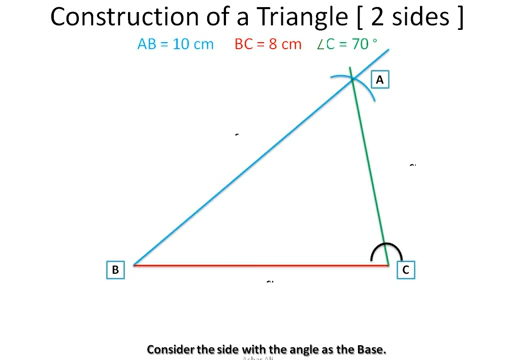 Construction of a Triangle [ 2 sides ]
AB = 10 cm BC = 8 cm ∠C = 70 °
A
B
C
Consider the side with the angle as the Base.